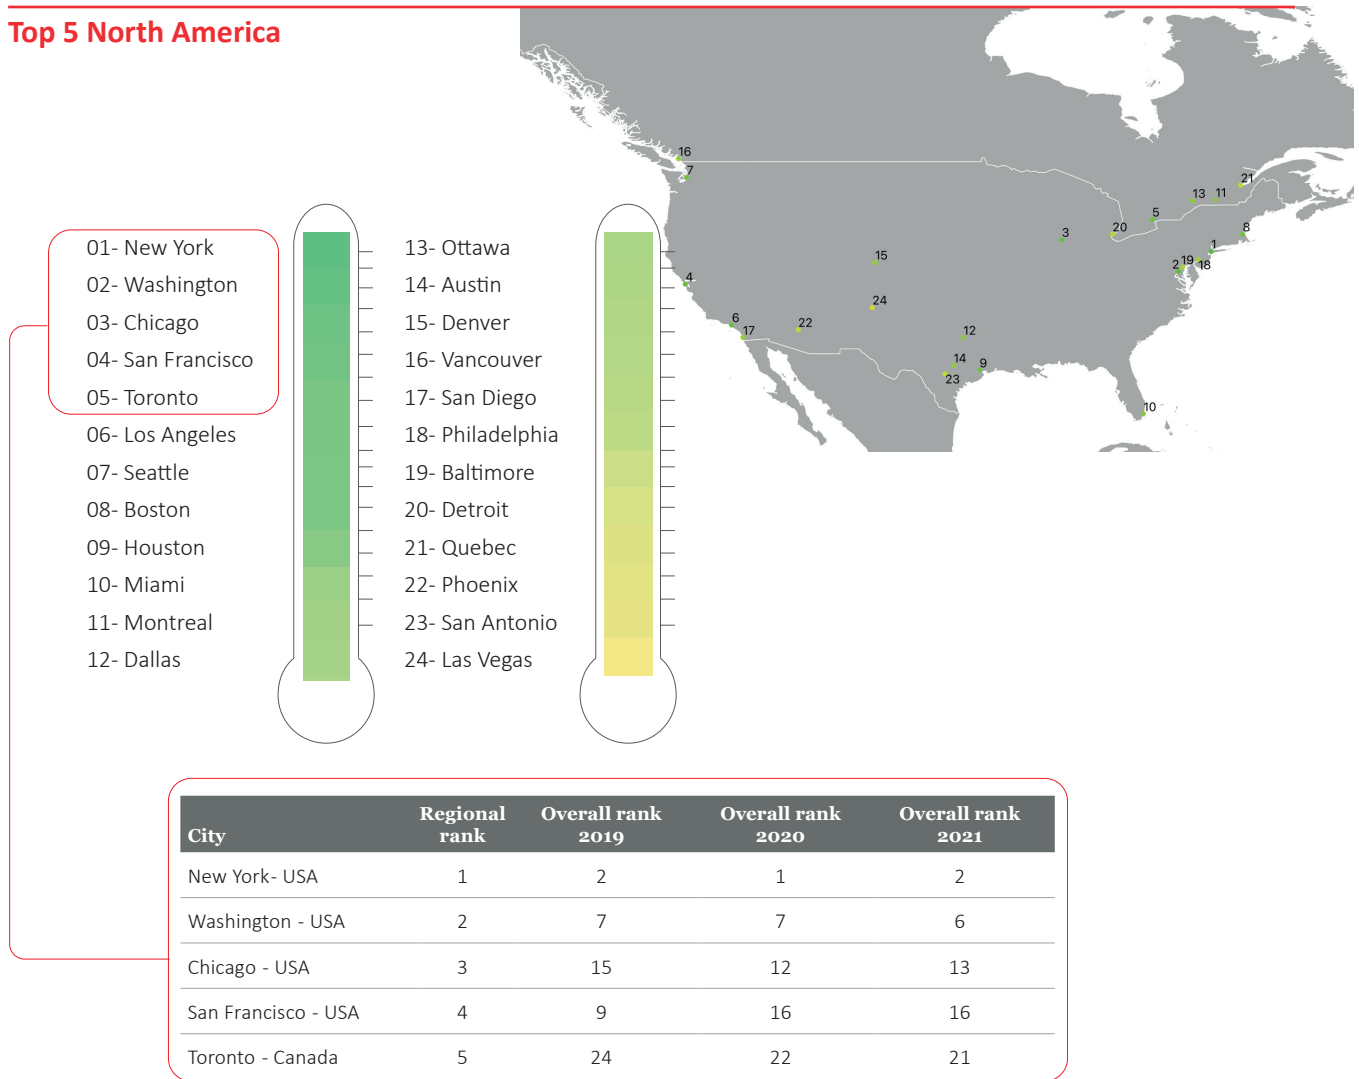 Top 5 North America
01- New York
02- Washington
03- Chicago
04- San Francisco
05- Toronto
06- Los Angeles
07- Seattle
08- Boston
09- Houston
10- Miami
11- Montreal
12- Dallas
13- Ottawa
14- Austin
15- Denver
16- Vancouver
17- San Diego
18- Philadelphia
19- Baltimore
20- Detroit
21- Quebec
22- Phoenix
23- San Antonio
24- Las Vegas
16
7
21
13 11
5
3 20 8
1
15 2 19 18
4
24
6 22
17 12
14 9
23
10
City Regional rank Overall rank 2019 Overall rank 2020 Overall rank 2021
New York- USA 1 2 1 2
Washington - USA 2 7 7 6
Chicago - USA 3 15 12 13
San Francisco - USA 4 9 16 16
Toronto - Canada 5 24 22 21